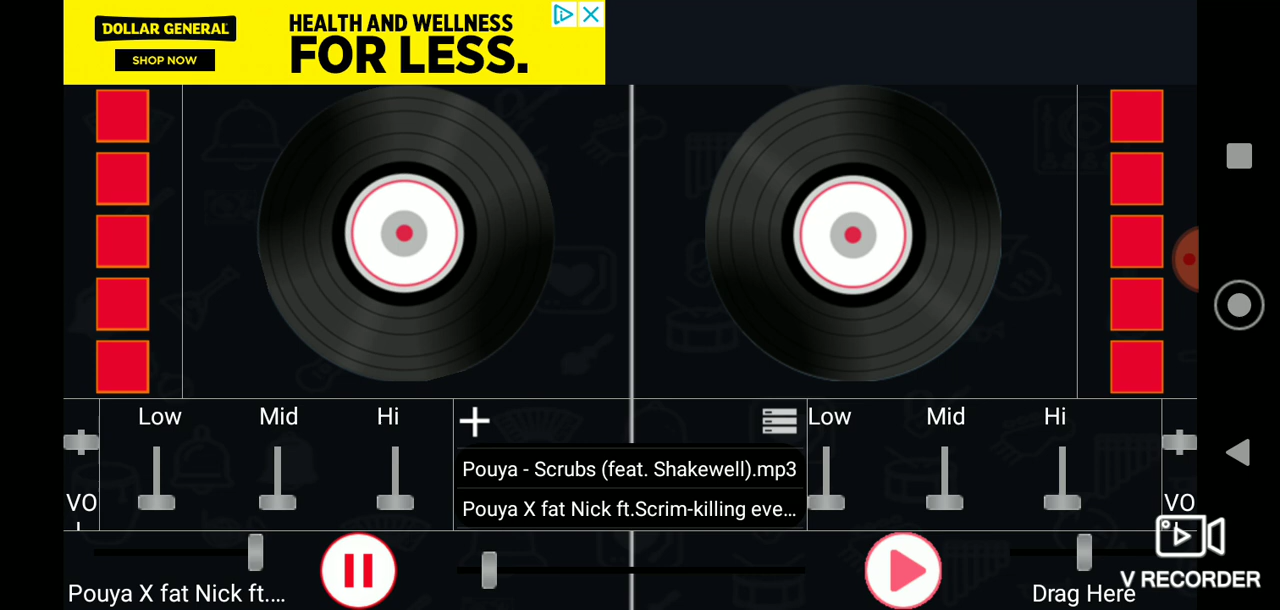 DOLLAR GENERAL
SHOP NOW
HEALTH AND WELLNESS
FOR LESS.
Low Mid Hi
Low Mid Hi
Pouya - Scrubs (feat. Shakewell).mp3
Pouya X fat Nick ft.Scrim-killing eve...
VO
VO
Pouya X fat Nick ft....
Drag Here
V RECORDER